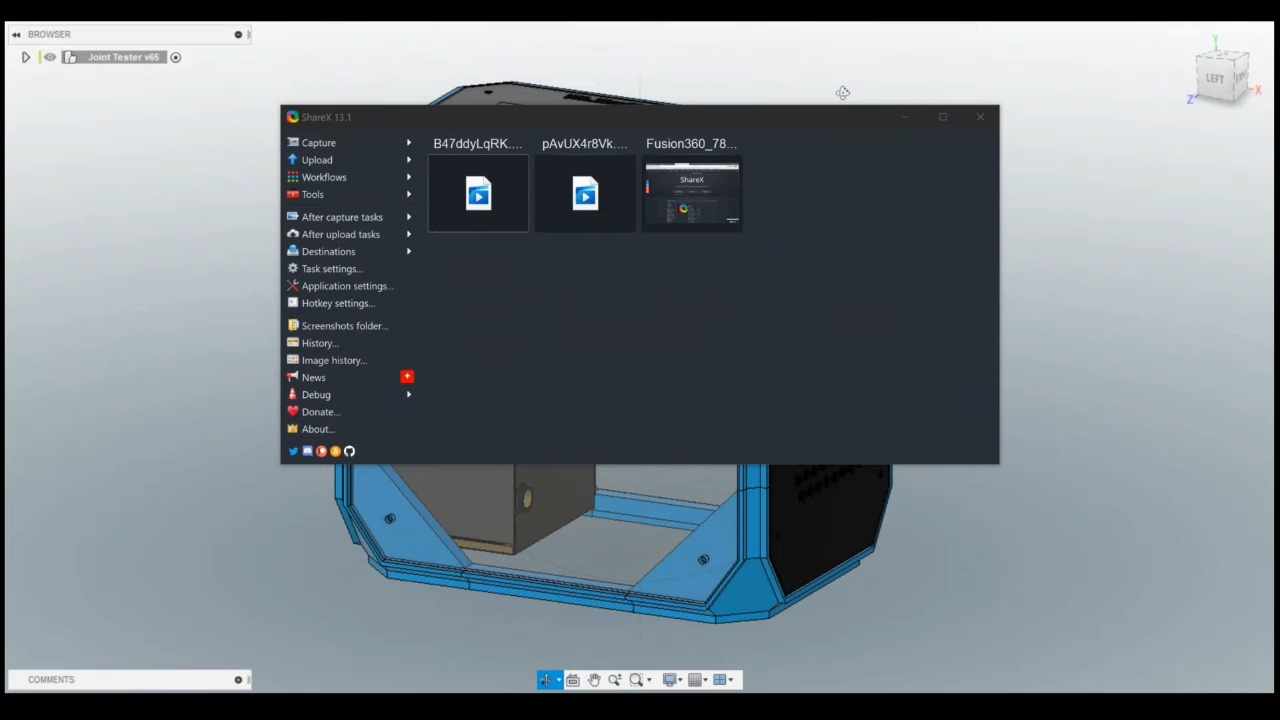 BROWSER
Joint Tester v65
LEFT
Y
Z
X
ShareX 13.1
Capture
Upload
Workflows
Tools
After capture tasks
After upload tasks
Destinations
Task settings...
Application settings...
Hotkey settings...
Screenshots folder...
History...
Image history...
News
Debug
Donate...
About...
B47ddyLqRK....
pAvUX4r8Vk....
Fusion360_78...
ShareX
COMMENTS